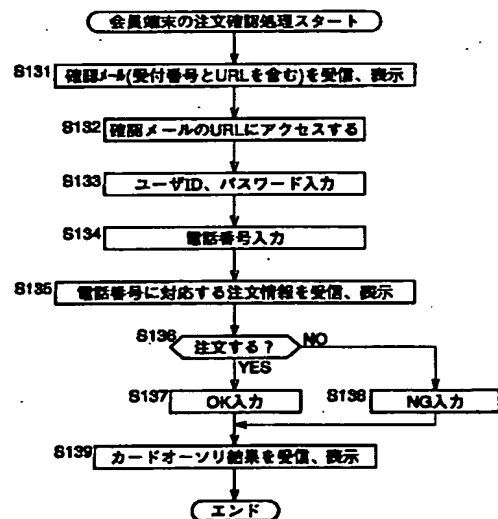 会員端末の注文確認処理スタート
S131 確認メール(受付番号とURLを含む)を受信、表示
S132 確認メールのURLにアクセスする
S133 ユーザID、パスワード入力
S134 電話番号入力
S135 電話番号に対応する注文情報を受信、表示
S136 注文する? NO
YES
S137 OK入力 S138 NG入力
S139 カードオーソリ結果を受信、表示
エンド